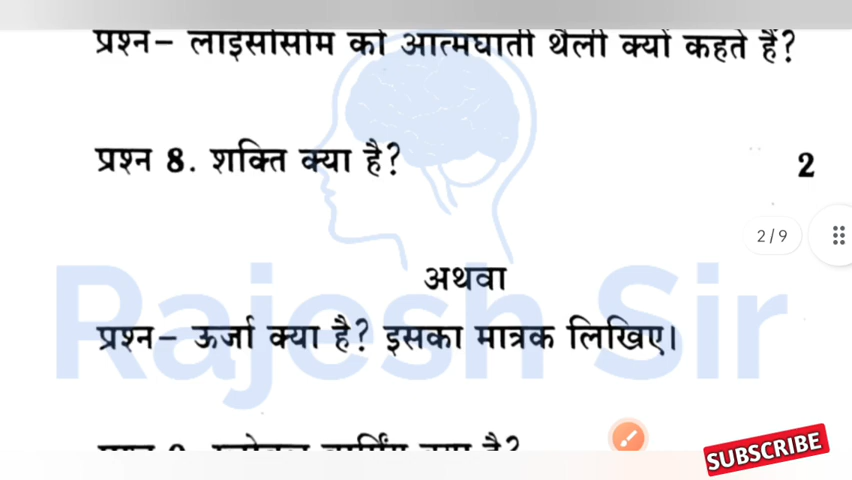 प्रश्न– लाइसोसोम को आत्मघाती थैली क्यों कहते हैं?
प्रश्न 8. शक्ति क्या है? 2
2/9
अथवा
Rajesh Sir
प्रश्न– ऊर्जा क्या है? इसका मात्रक लिखिए।
क्या है?
SUBSCRIBE